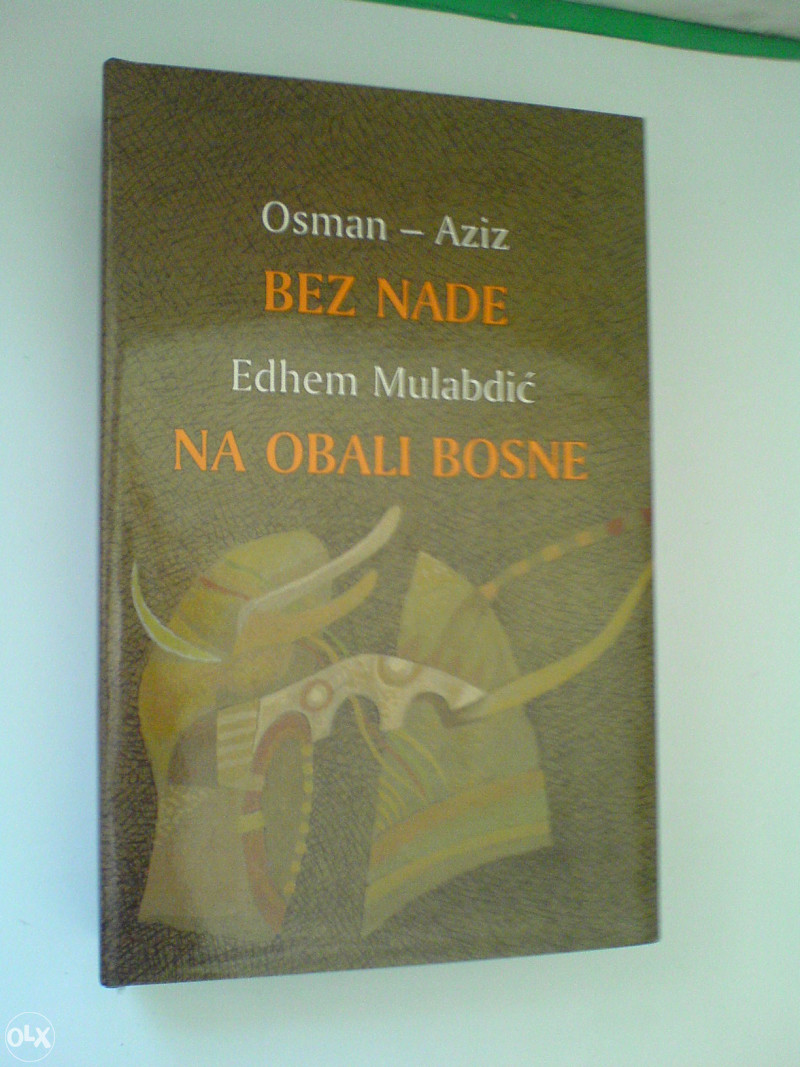 Osman – Aziz
BEZ NADE
Edhem Mulabdić
NA OBALI BOSNE
OLX